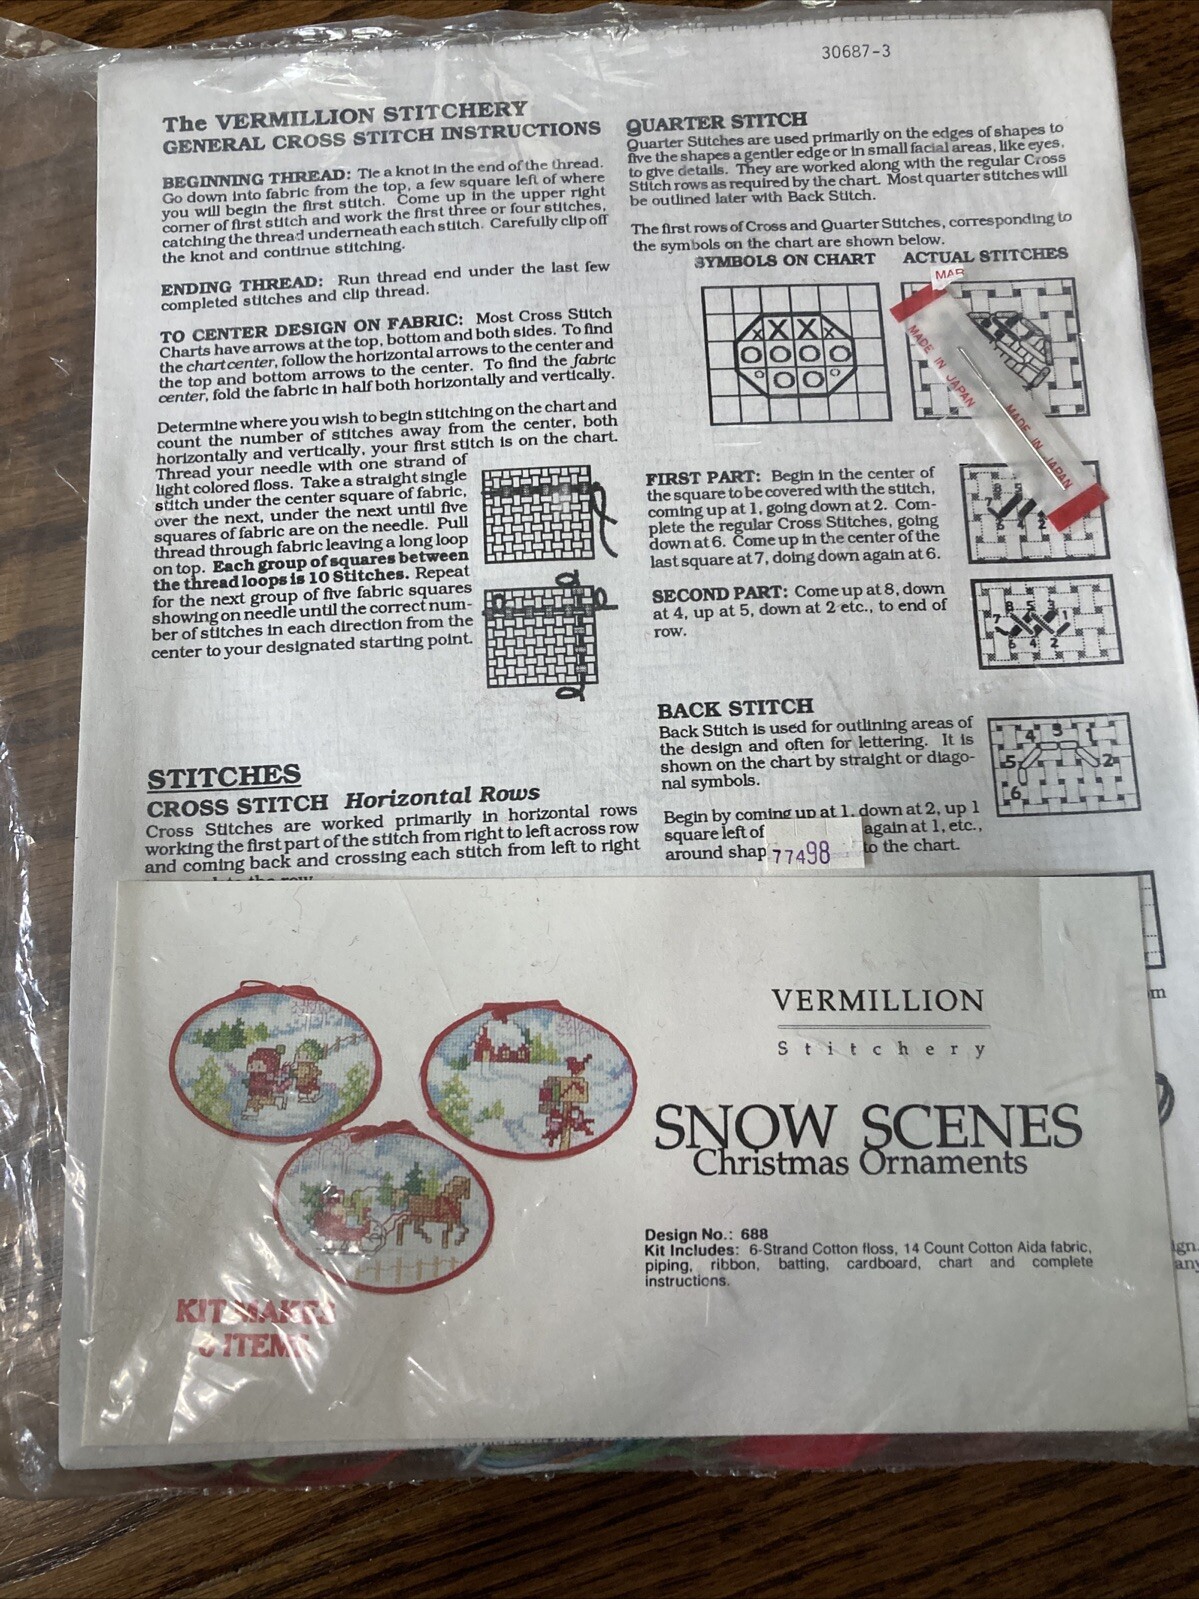 30687-3
The VERMILLION STITCHERY
GENERAL CROSS STITCH INSTRUCTIONS
BEGINNING THREAD: Tie a knot in the end of the thread.
Go down into fabric from the top, a few square left of where
you will begin the first stitch. Come up in the upper right
corner of first stitch and work the first three or four stitches,
catching the thread underneath each stitch. Carefully clip off
the knot and continue stitching.
ENDING THREAD: Run thread end under the last few
completed stitches and clip thread.
TO CENTER DESIGN ON FABRIC: Most Cross Stitch
Charts have arrows at the top, bottom and both sides. To find
the chart center, follow the horizontal arrows to the center and
the top and bottom arrows to the center. To find the fabric
center, fold the fabric in half both horizontally and vertically.
Determine where you wish to begin stitching on the chart and
count the number of stitches away from the center, both
horizontally and vertically, your first stitch is on the chart.
Thread your needle with one strand of
light colored floss. Take a straight single
stitch under the center square of fabric,
over the next, under the next until five
squares of fabric are on the needle. Pull
thread through fabric leaving a long loop
on top. Each group of squares between
the thread loops is 10 Stitches. Repeat
for the next group of five fabric squares
showing on needle until the correct num-
ber of stitches in each direction from the
center to your designated starting point.
STITCHES
CROSS STITCH Horizontal Rows
Cross Stitches are worked primarily in horizontal rows
working the first part of the stitch from right to left across row
and coming back and crossing each stitch from left to right
QUARTER STITCH
Quarter Stitches are used primarily on the edges of shapes to
five the shapes a gentler edge or in small facial areas, like eyes,
to give details. They are worked along with the regular Cross
Stitch rows as required by the chart. Most quarter stitches will
be outlined later with Back Stitch.
The first rows of Cross and Quarter Stitches, corresponding to
the symbols on the chart are shown below.
SYMBOLS ON CHART ACTUAL STITCHES
MAR
MADE IN JAPAN
MADE IN JAPAN
FIRST PART: Begin in the center of
the square to be covered with the stitch,
coming up at 1, going down at 2. Com-
plete the regular Cross Stitches, going
down at 6. Come up in the center of the
last square at 7, doing down again at 6.
SECOND PART: Come up at 8, down
at 4, up at 5, down at 2 etc., to end of
row.
8 5 3
7 1
6 4 2
BACK STITCH
Back Stitch is used for outlining areas of
the design and often for lettering. It is
shown on the chart by straight or diago-
nal symbols.
4 3 1
5 2
6
Begin by coming up at 1, down at 2, up 1
square left of again at 1, etc.,
around shap to the chart.
77498
VERMILLION
Stitchery
SNOW SCENES
Christmas Ornaments
Design No.: 688
Kit Includes: 6-Strand Cotton floss, 14 Count Cotton Aida fabric,
piping, ribbon, batting, cardboard, chart and complete
instructions.
KIT MAKES
ITEMS